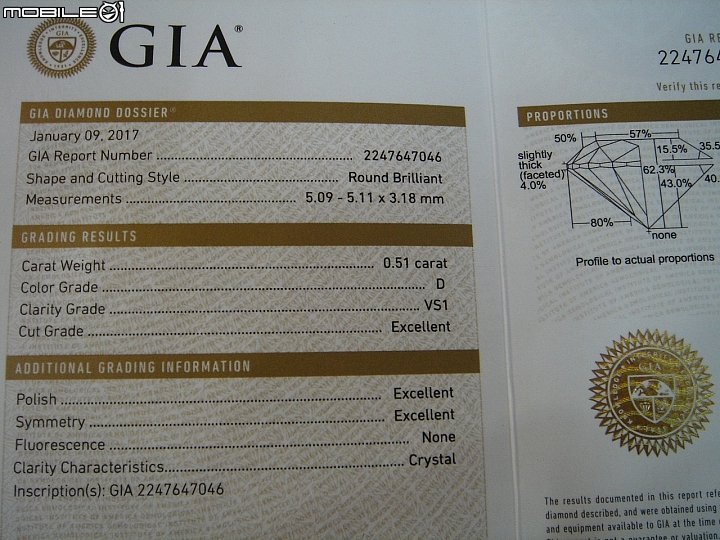 MOBILE01
GIA®
GIA DIAMOND DOSSIER®
January 09, 2017
GIA Report Number 2247647046
Shape and Cutting Style Round Brilliant
Measurements 5.09 - 5.11 x 3.18 mm
GRADING RESULTS
Carat Weight 0.51 carat
Color Grade D
Clarity Grade VS1
Cut Grade Excellent
ADDITIONAL GRADING INFORMATION
Polish Excellent
Symmetry Excellent
Fluorescence None
Clarity Characteristics Crystal
Inscription(s): GIA 2247647046
GIA RE
224764
Verify this re
PROPORTIONS
50%
57%
15.5%
35.5
slightly
thick
(faceted)
4.0%
62.3%
43.0%
40.
80%
none
Profile to actual proportions
GIA
The results documented in this report refe
diamond described, and were obtained using
and equipment available to GIA at the time